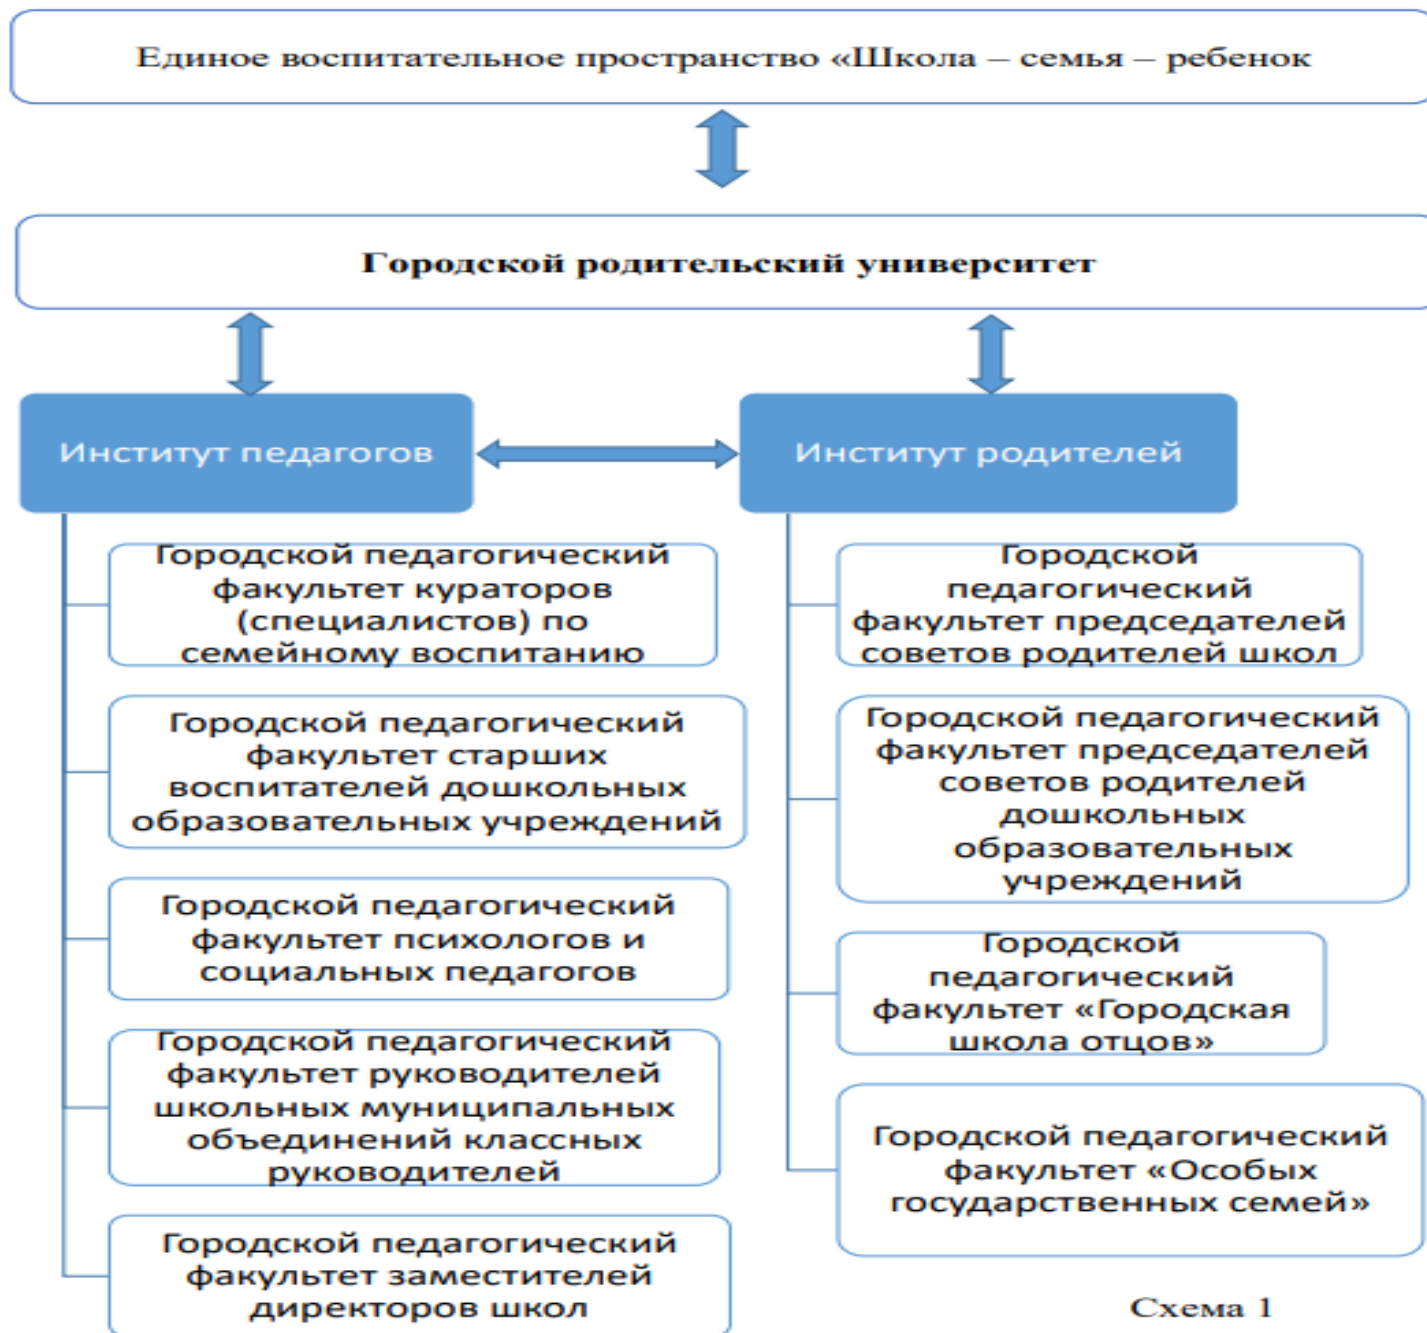 Единое воспитательное пространство «Школа – семья – ребенок
Городской родительский университет
Институт педагогов
Институт родителей
Городской педагогический
факультет кураторов
(специалистов) по
семейному воспитанию
Городской педагогический
факультет старших
воспитателей дошкольных
образовательных учреждений
Городской педагогический
факультет психологов и
социальных педагогов
Городской педагогический
факультет руководителей
школьных муниципальных
объединений классных
руководителей
Городской педагогический
факультет заместителей
директоров школ
Городской
педагогический
факультет председателей
советов родителей школ
Городской педагогический
факультет председателей
советов родителей
дошкольных
образовательных
учреждений
Городской
педагогический
факультет «Городская
школа отцов»
Городской педагогический
факультет «Особых
государственных семей»
Схема 1